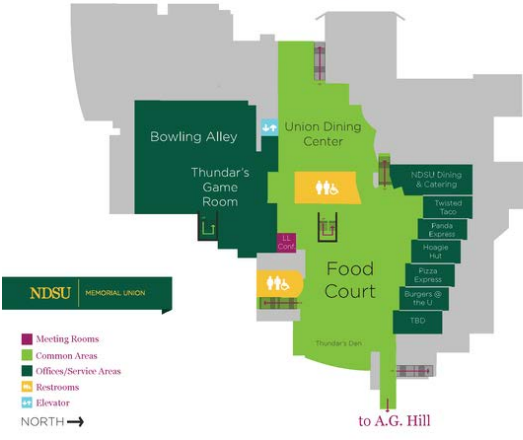 Bowling Alley
Union Dining
Center
Thundar's
Game
Room
NDSU Dining
& Catering
Twisted
Taco
Panda
Express
LL
Conf
Hoagie
Hut
Food
Court
Pizza
Express
Burgers @
the U
TBD
Thundar's Den
NDSU MEMORIAL UNION
Meeting Rooms
Common Areas
Offices/Service Areas
Restrooms
Elevator
NORTH
to A.G. Hill